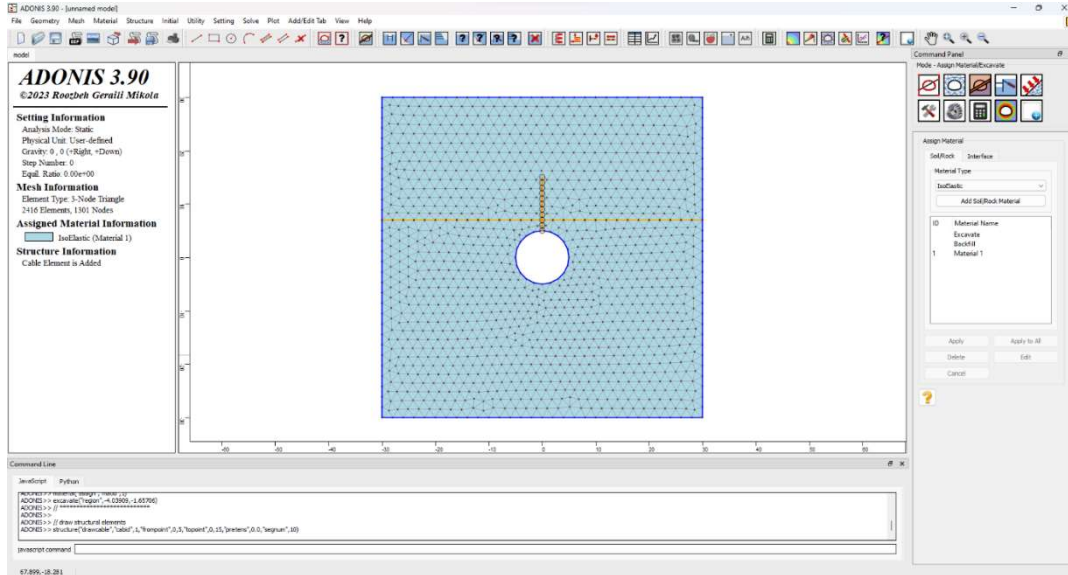 ADONIS 3.90 - [unnamed model]
File Geometry Mesh Material Structure Initial Utility Setting Solve Plot Add/Edit Tab View Help
model
Command Panel
Mode - Assign Material/Excavate
ADONIS 3.90
©2023 Roozbeh Geraili Mikola
Setting Information
Analysis Mode: Static
Physical Unit: User-defined
Gravity: 0 , 0 (+Right, +Down)
Step Number: 0
Equil. Ratio: 0.00e+00
Mesh Information
Element Type: 3-Node Triangle
2416 Elements, 1301 Nodes
Assigned Material Information
IsoElastic (Material 1)
Structure Information
Cable Element is Added
Assign Material
Soil/Rock Interface
Material Type
IsoElastic
Add Soil/Rock Material
ID Material Name
Excavate
Backfill
1 Material 1
Apply Apply to All
Delete Edit
Cancel
-60 -50 -40 -30 -20 -10 0 10 20 30 40 50 60
Command Line
JavaScript Python
ADONIS>> excavate("region",-4.03909,-1.65706)
ADONIS>>
ADONIS>> // draw structural elements
ADONIS>> structure("drawcable","cabid",1,"frompoint",0,5,"topoint",0,15,"pretens",0.0,"segnum",10)
javascript command
67.899,-18.281